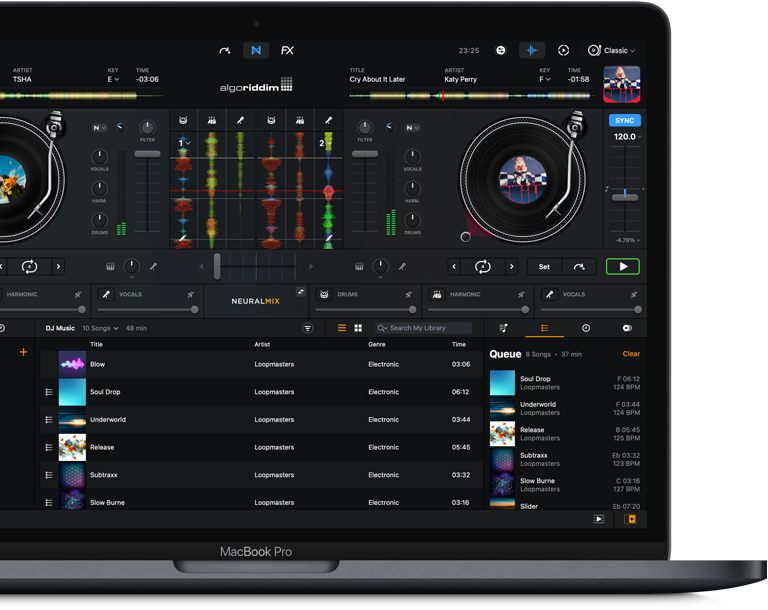 FX
23:25
Classic
ARTIST
KEY
TIME
TSHA
E
-03:06
algoriddim
TITLE
ARTIST
KEY
TIME
Cry About It Later
Katy Perry
F
-01:58
N
FILTER
VOCALS
HARM.
DRUMS
1
2
FILTER
N
VOCALS
HARM.
DRUMS
SYNC
120.0
-4.76%
Set
HARMONIC
VOCALS
NEURALMIX
DRUMS
HARMONIC
VOCALS
DJ Music 10 Songs 48 min
Search My Library
Title Artist Genre Time
Blow Loopmasters Electronic 03:06
Soul Drop Loopmasters Electronic 06:12
Underworld Loopmasters Electronic 03:44
Release Loopmasters Electronic 05:45
Subtraxx Loopmasters Electronic 03:32
Slow Burne Loopmasters Electronic 03:16
Queue 8 Songs • 37 min Clear
Soul Drop F 06:12
Loopmasters 124 BPM
Underworld F 03:44
Loopmasters 124 BPM
Release B 05:45
Loopmasters 125 BPM
Subtraxx Eb 03:32
Loopmasters 123 BPM
Slow Burne C 03:16
Loopmasters 127 BPM
Slider Eb 07:20
MacBook Pro